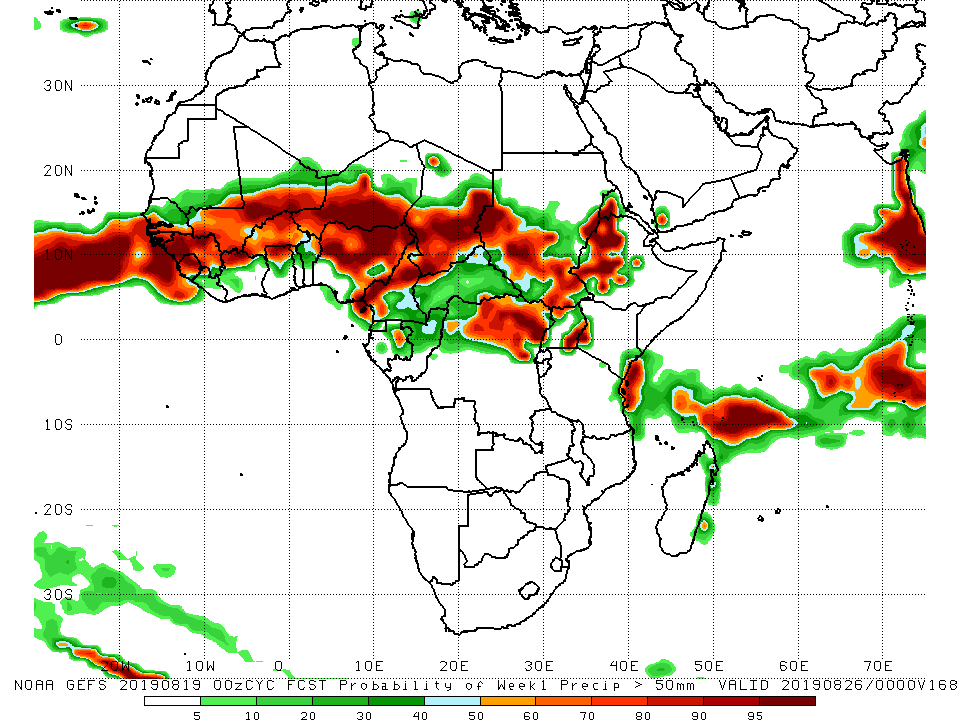 30N
20N
10N
0
10S
20S
30S
20W 10W 0 10E 20E 30E 40E 50E 60E 70E
NOAA GEFS 20190819 00zCYC FCST Probability of Week1 Precip > 50mm VALID 20190826/0000V168
5 10 20 30 40 50 60 70 80 90 95